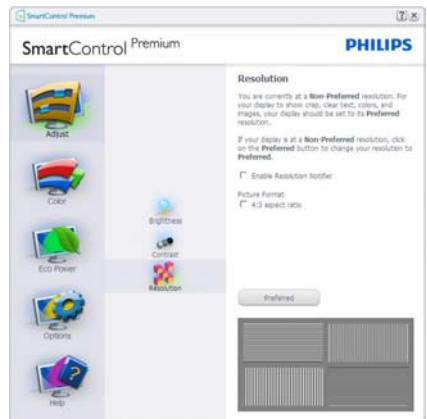 SmartControl Premium
SmartControl Premium
PHILIPS
Adjust
Color
Eco Power
Options
Help
Brightness
Contrast
Resolution
Resolution
You are currently at a Non-Preferred resolution. For
your display to show crisp, clear text, colors, and
images, your display should be set to its Preferred
resolution.
If your display is at a Non-Preferred resolution, click
on the Preferred button to change your resolution to
Preferred.
Enable Resolution Notifier
Picture Format
4:3 aspect ratio
Preferred